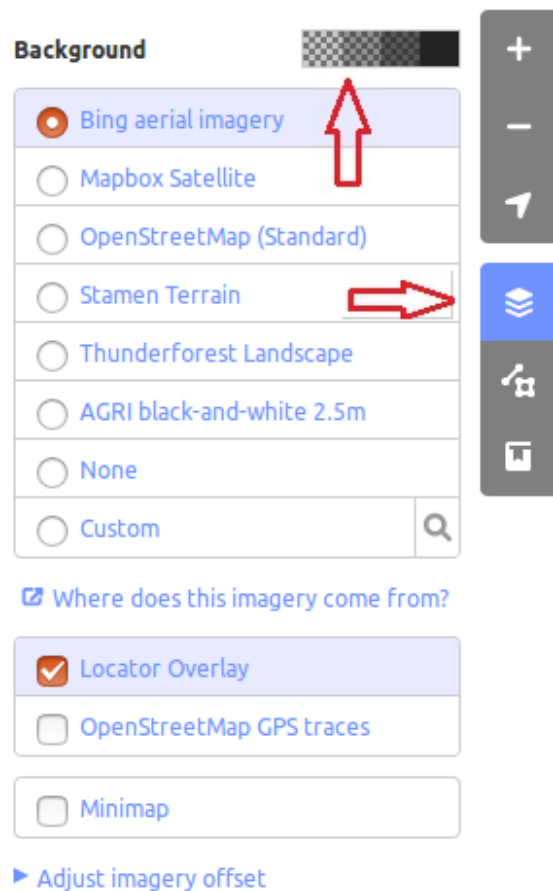 Background
Bing aerial imagery
Mapbox Satellite
OpenStreetMap (Standard)
Stamen Terrain
Thunderforest Landscape
AGRI black-and-white 2.5m
None
Custom
Where does this imagery come from?
Locator Overlay
OpenStreetMap GPS traces
Minimap
Adjust imagery offset